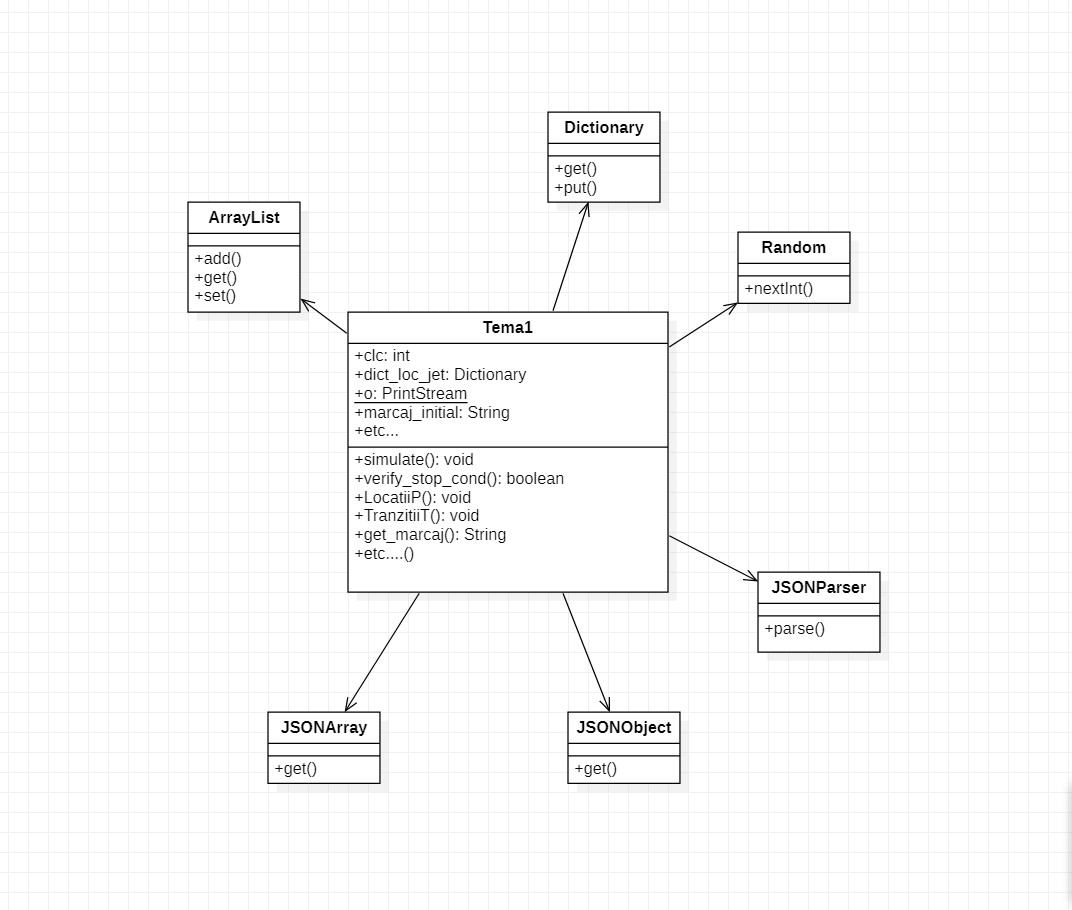 Dictionary
+get()
+put()
ArrayList
+add()
+get()
+set()
Random
+nextInt()
Tema1
+clc: int
+dict_loc_jet: Dictionary
+o: PrintStream
+marcaj_initial: String
+etc...
+simulate(): void
+verify_stop_cond(): boolean
+LocatiiP(): void
+TranzitiiT(): void
+get_marcaj(): String
+etc....()
JSONParser
+parse()
JSONArray
+get()
JSONObject
+get()